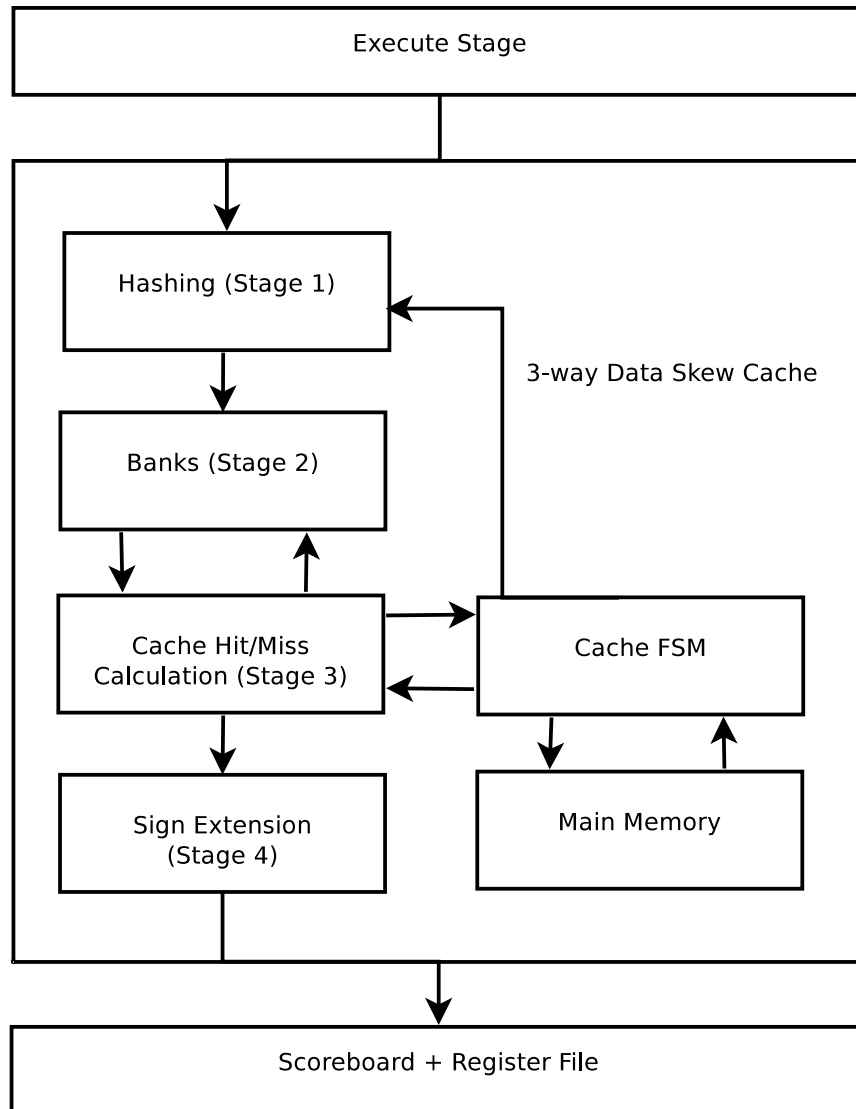 Execute Stage
Hashing (Stage 1)
3-way Data Skew Cache
Banks (Stage 2)
Cache Hit/Miss
Calculation (Stage 3)
Cache FSM
Sign Extension
(Stage 4)
Main Memory
Scoreboard + Register File